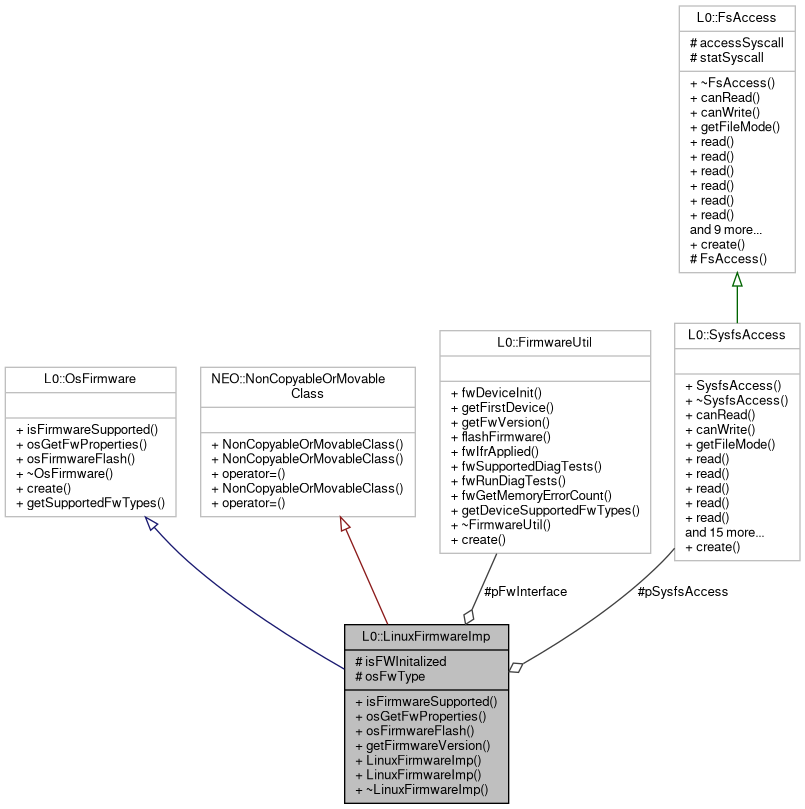 L0::FsAccess
# accessSyscall
# statSyscall
+ ~FsAccess()
+ canRead()
+ canWrite()
+ getFileMode()
+ read()
+ read()
+ read()
+ read()
+ read()
+ read()
and 9 more...
+ create()
# FsAccess()
L0::SysfsAccess
+ SysfsAccess()
+ ~SysfsAccess()
+ canRead()
+ canWrite()
+ getFileMode()
+ read()
+ read()
+ read()
+ read()
+ read()
and 15 more...
+ create()
L0::FirmwareUtil
+ fwDeviceInit()
+ getFirstDevice()
+ getFwVersion()
+ flashFirmware()
+ fwIfrApplied()
+ fwSupportedDiagTests()
+ fwRunDiagTests()
+ fwGetMemoryErrorCount()
+ getDeviceSupportedFwTypes()
+ ~FirmwareUtil()
+ create()
L0::OsFirmware
+ isFirmwareSupported()
+ osGetFwProperties()
+ osFirmwareFlash()
+ ~OsFirmware()
+ create()
+ getSupportedFwTypes()
NEO::NonCopyableOrMovable
Class
+ NonCopyableOrMovableClass()
+ NonCopyableOrMovableClass()
+ operator=()
+ NonCopyableOrMovableClass()
+ operator=()
#pFwInterface
#pSysfsAccess
L0::LinuxFirmwareImp
# isFWInitalized
# osFwType
+ isFirmwareSupported()
+ osGetFwProperties()
+ osFirmwareFlash()
+ getFirmwareVersion()
+ LinuxFirmwareImp()
+ LinuxFirmwareImp()
+ ~LinuxFirmwareImp()